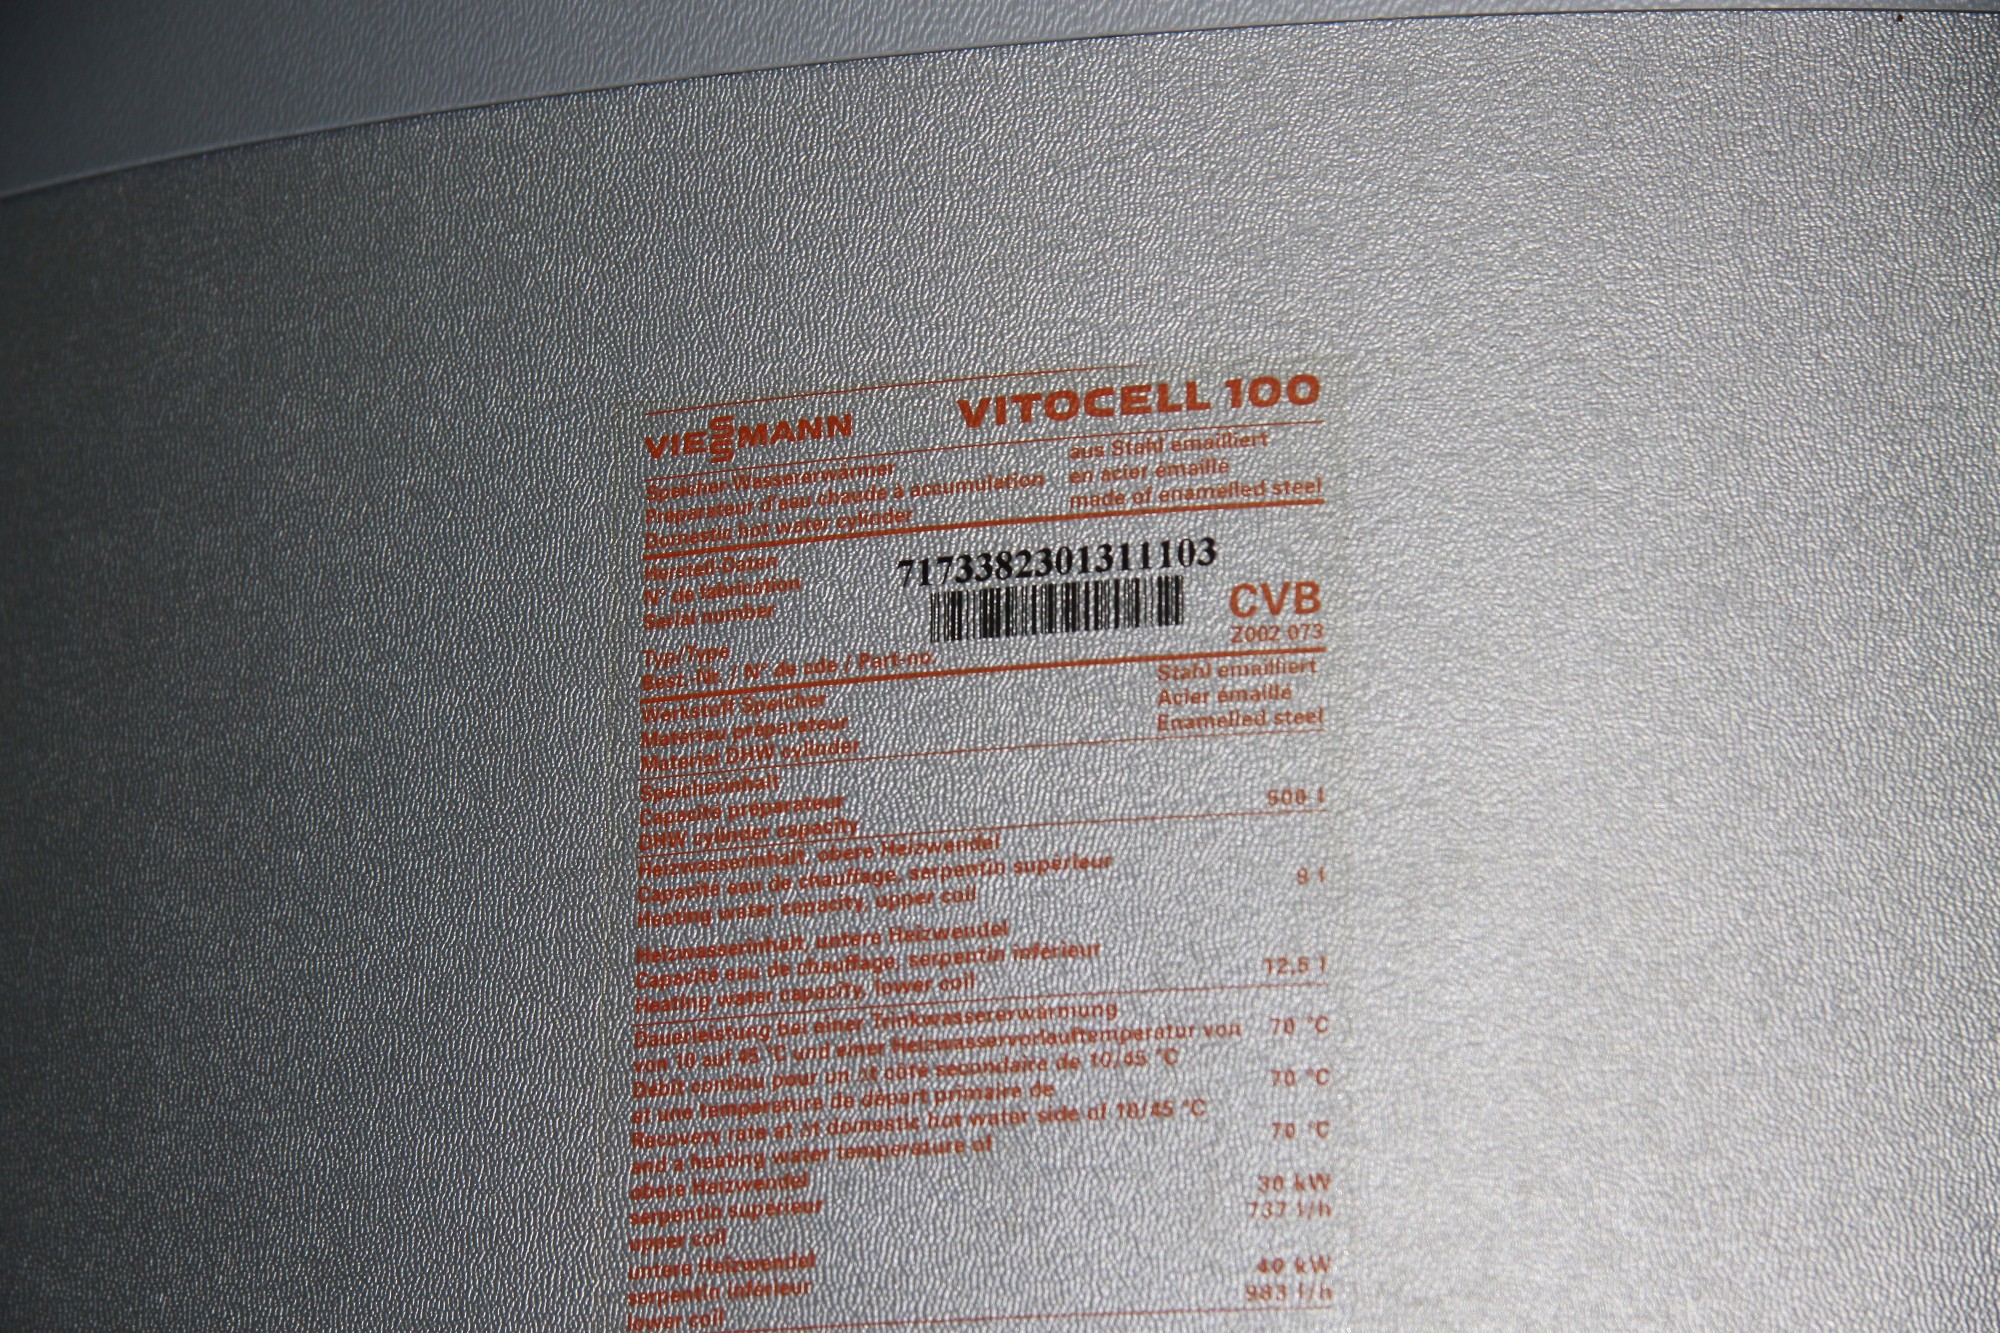 VIESSMANN VITOCELL 100
Speicher-Wassererwärmer aus Stahl emailliert
Préparateur d'eau chaude à accumulation en acier émaillé
Domestic hot water cylinder made of enamelled steel
Herstell-Daten
N° de fabrication 7173382301311103
Serial number
CVB
Typ/Type Z002 073
Best.-Nr. / N° de cde / Part-no.
Werkstoff Speicher Stahl emailliert
Matériau préparateur Acier émaillé
Material DHW cylinder Enamelled steel
Speicherinhalt
Capacité préparateur 500 l
DHW cylinder capacity
Heizwasserinhalt, obere Heizwendel
Capacité eau de chauffage, serpentin supérieur 9 l
Heating water capacity, upper coil
Heizwasserinhalt, untere Heizwendel
Capacité eau de chauffage, serpentin inférieur 12,5 l
Heating water capacity, lower coil
Dauerleistung bei einer Trinkwassererwärmung
von 10 auf 45 °C und einer Heizwasservorlauftemperatur von 70 °C
Débit continu pour un Δt côté secondaire de 10/45 °C
et une température de départ primaire de 70 °C
Recovery rate at Δt domestic hot water side of 10/45 °C
and a heating water temperature of 70 °C
obere Heizwendel
serpentin supérieur 30 kW
upper coil 737 l/h
untere Heizwendel
serpentin inférieur 40 kW
lower coil 983 l/h